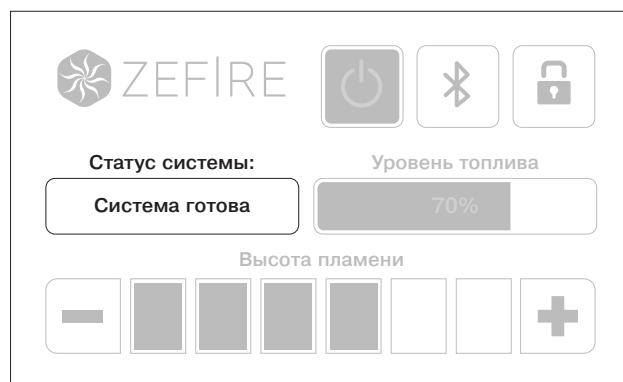 ZEFIRE
Статус системы:
Уровень топлива
Система готова
70%
Высота пламени